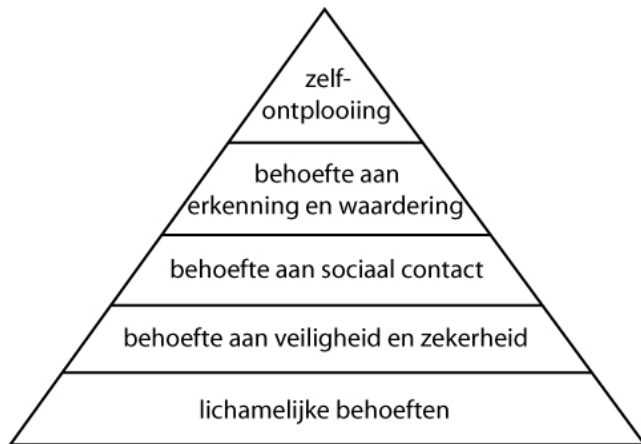 zelf-
ontplooiing
behoefte aan
erkenning en waardering
behoefte aan sociaal contact
behoefte aan veiligheid en zekerheid
lichamelijke behoeften